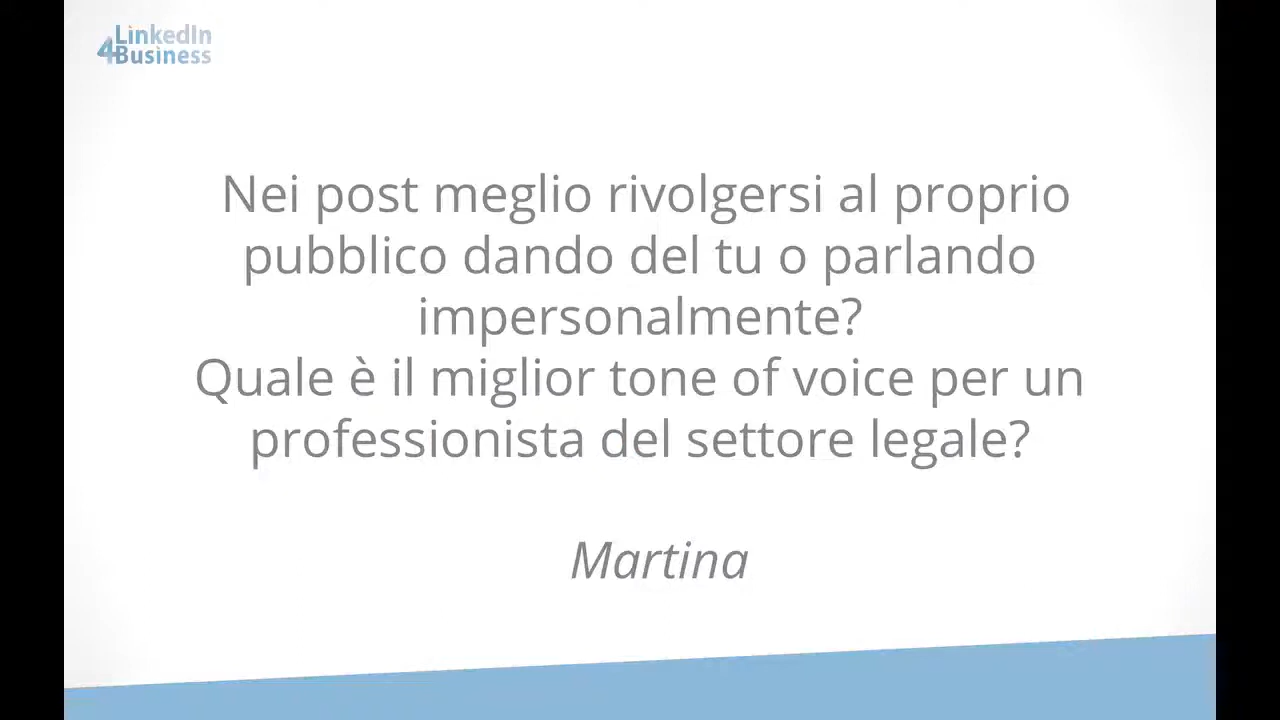 LinkedIn
4Business
Nei post meglio rivolgersi al proprio
pubblico dando del tu o parlando
impersonalmente?
Quale è il miglior tone of voice per un
professionista del settore legale?
Martina